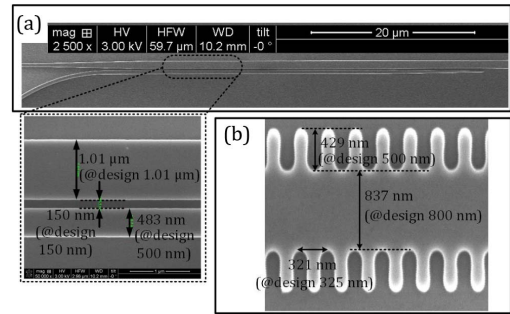 (a)
mag ⊞ HV HFW WD tilt
2 500 x 3.00 kV 59.7 µm 10.2 mm -0 °
20 µm
1.01 µm
(@design 1.01 µm)
150 nm
(@design
150 nm)
483 nm
(@design
500 nm)
(b)
429 nm
(@design 500 nm)
837 nm
(@design 800 nm)
321 nm
(@design 325 nm)